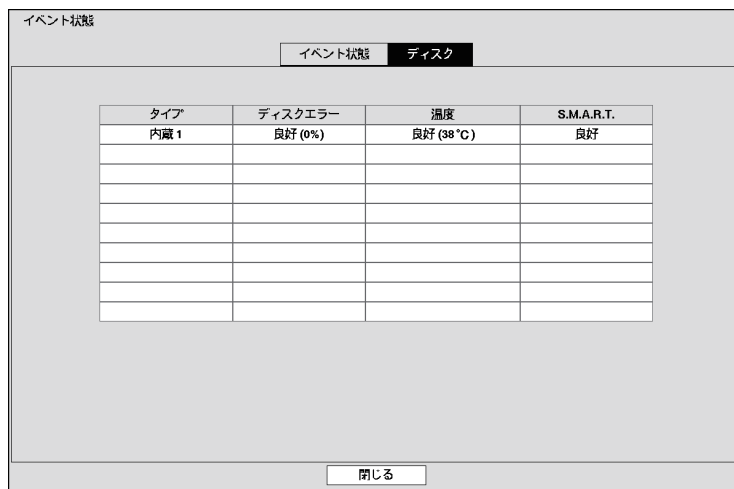 イベント状態
イベント状態 ディスク
タイプ ディスクエラー 温度 S.M.A.R.T.
内蔵 1 良好 (0%) 良好 (38°C) 良好
閉じる